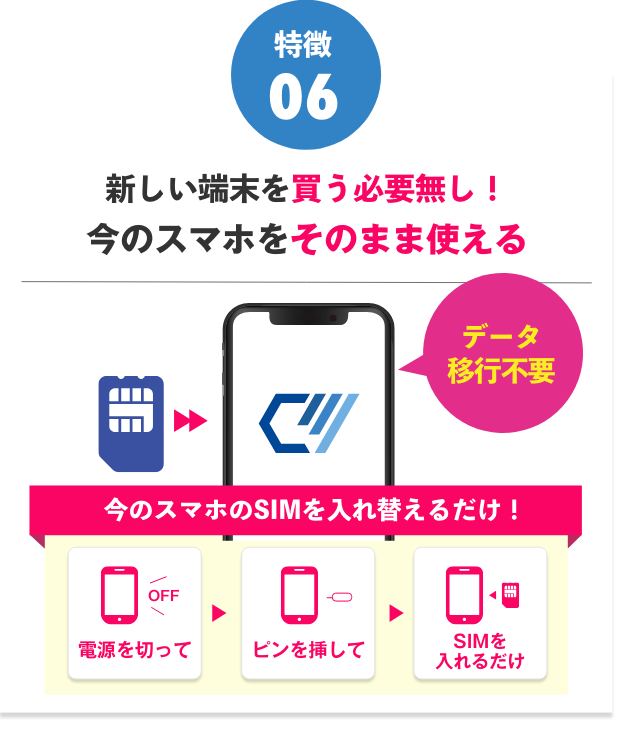 特徴
06
新しい端末を買う必要無し！
今のスマホをそのまま使える
データ
移行不要
今のスマホのSIMを入れ替えるだけ！
OFF
電源を切って
ピンを挿して
SIMを
入れるだけ